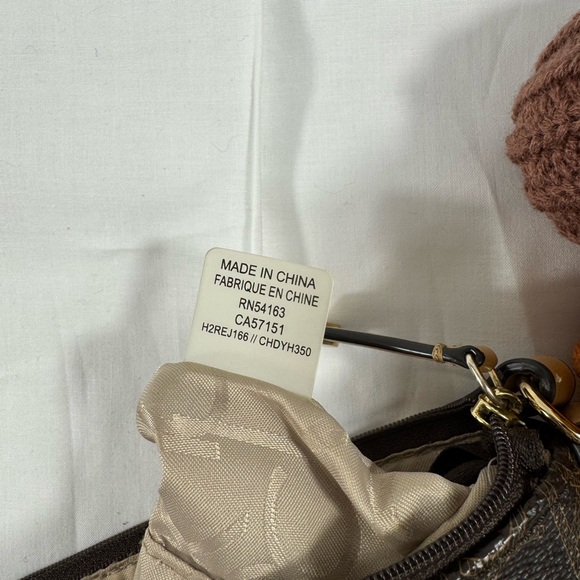 MADE IN CHINA
FABRIQUE EN CHINE
RN54163
CA57151
H2REJ166 // CHDYH350